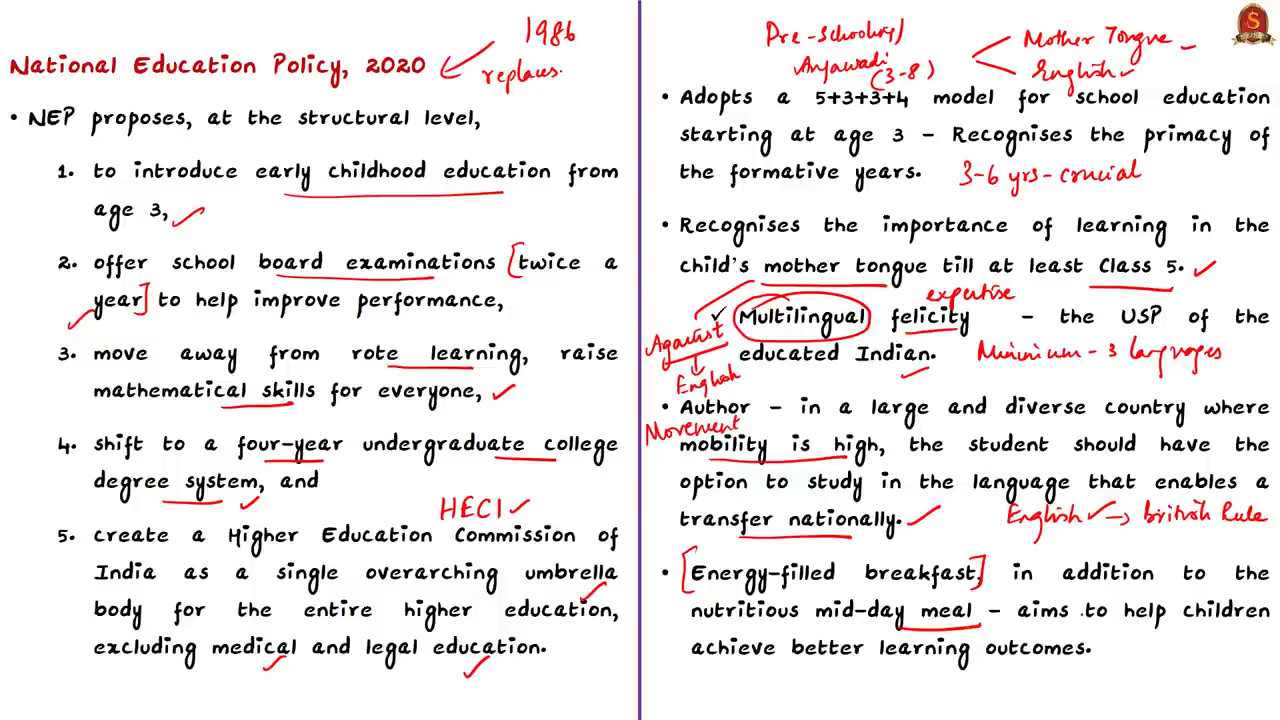 1986
replaces.
National Education Policy, 2020
• NEP proposes, at the structural level,
1. to introduce early childhood education from
age 3,
2. offer school board examinations [twice a
year] to help improve performance,
3. move away from rote learning, raise
mathematical skills for everyone,
4. shift to a four-year undergraduate college
degree system, and
HECI
5. create a Higher Education Commission of
India as a single overarching umbrella
body for the entire higher education,
excluding medical and legal education.
Pre-schooling/
Anjawadi
(3-8)
Mother Tongue
English
• Adopts a 5+3+3+4 model for school education
starting at age 3 – Recognises the primacy of
the formative years. 3-6 yrs-crucial
• Recognises the importance of learning in the
child's mother tongue till at least Class 5.
expertise
✓ Multilingual felicity – the USP of the
educated Indian. Minimum - 3 languages
Against
English
• Author – in a large and diverse country where
Movement
mobility is high, the student should have the
option to study in the language that enables a
transfer nationally. English → British Rule
• [Energy-filled breakfast,] in addition to the
nutritious mid-day meal – aims to help children
achieve better learning outcomes.
S